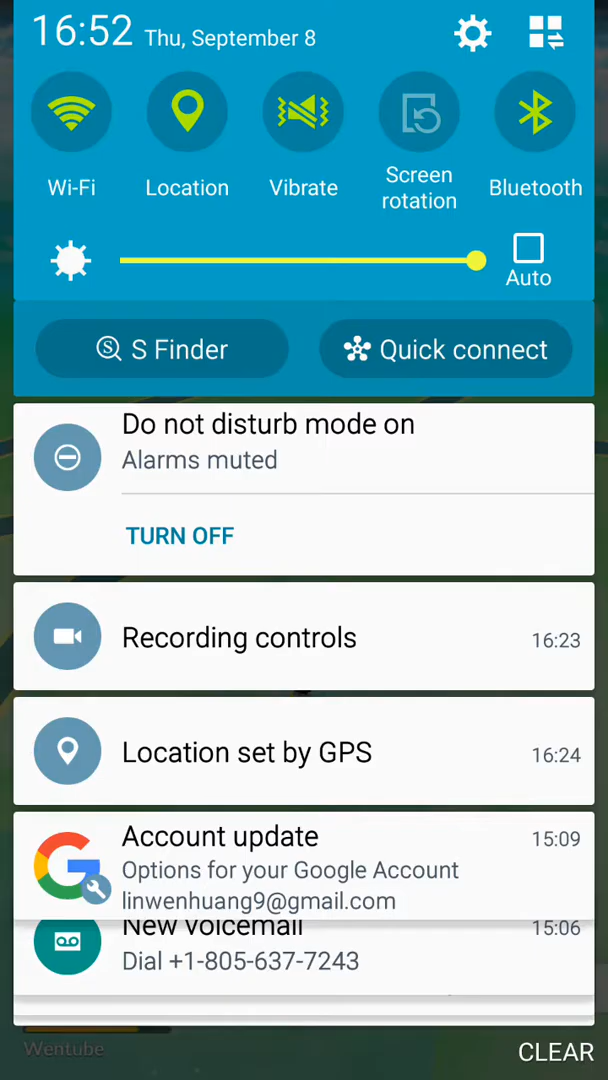 16:52 Thu, September 8
Wi-Fi
Location
Vibrate
Screen
rotation
Bluetooth
Auto
S Finder
Quick connect
Do not disturb mode on
Alarms muted
TURN OFF
Recording controls 16:23
Location set by GPS 16:24
Account update 15:09
Options for your Google Account
linwenhuang9@gmail.com
New voicemail 15:06
Dial +1-805-637-7243
Wentube
CLEAR